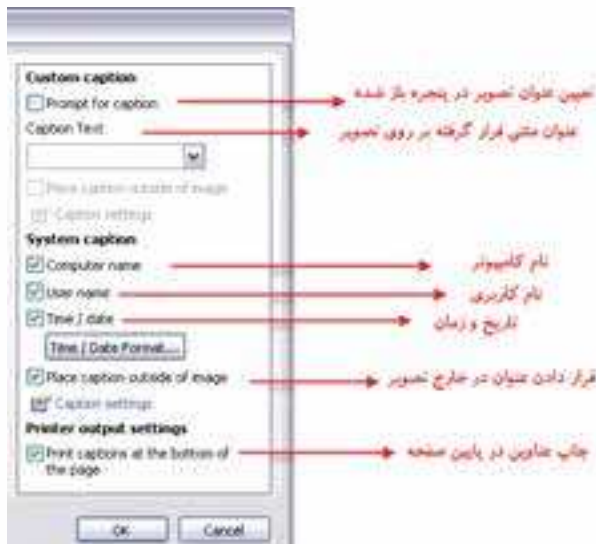 Custom caption
Prompt for caption
تعیین عنوان تصویر در پنجره باز شده
Caption Text
عنوان متنی قرار گرفته بر روی تصویر
Place caption outside of image
Caption settings
System caption
Computer name
نام کامپیوتر
User name
نام کاربری
Time / date
تاریخ و زمان
Time / Date Format...
Place caption outside of image
قرار دادن عنوان در خارج تصویر
Caption settings
Printer output settings
Print captions at the bottom of
the page
چاپ عناوین در پایین صفحه
OK
Cancel